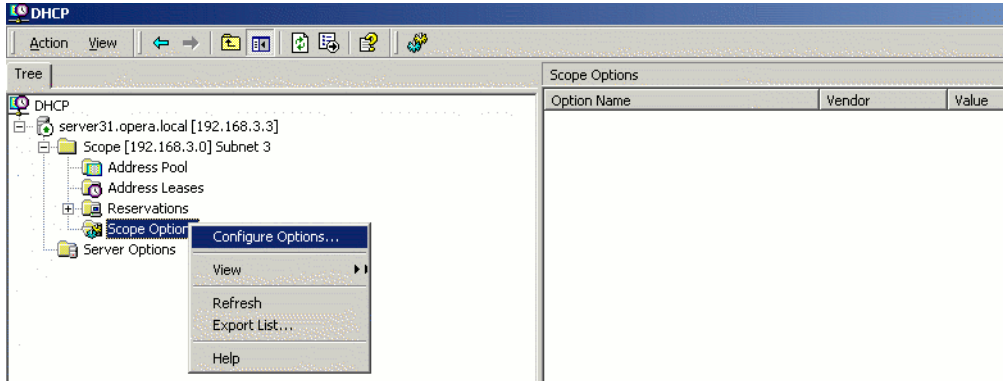 DHCP
Action View
Tree
Scope Options
Option Name Vendor Value
DHCP
server31.opera.local [192.168.3.3]
Scope [192.168.3.0] Subnet 3
Address Pool
Address Leases
Reservations
Scope Option
Server Options
Configure Options...
View
Refresh
Export List...
Help